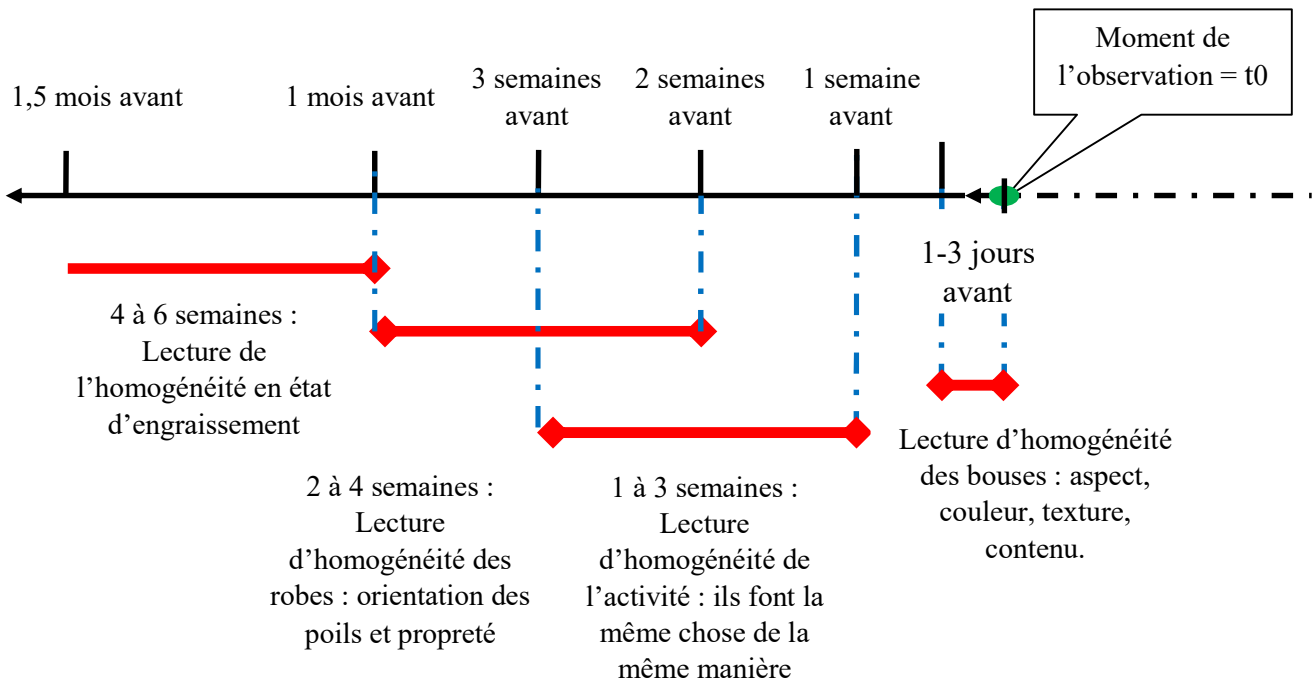 Moment de
l’observation = t0
1,5 mois avant
1 mois avant
3 semaines
avant
2 semaines
avant
1 semaine
avant
1-3 jours
avant
4 à 6 semaines :
Lecture de
l’homogénéité en état
d’engraissement
2 à 4 semaines :
Lecture
d’homogénéité des
robes : orientation des
poils et propreté
1 à 3 semaines :
Lecture
d’homogénéité de
l’activité : ils font la
même chose de la
même manière
Lecture d’homogénéité
des bouses : aspect,
couleur, texture,
contenu.